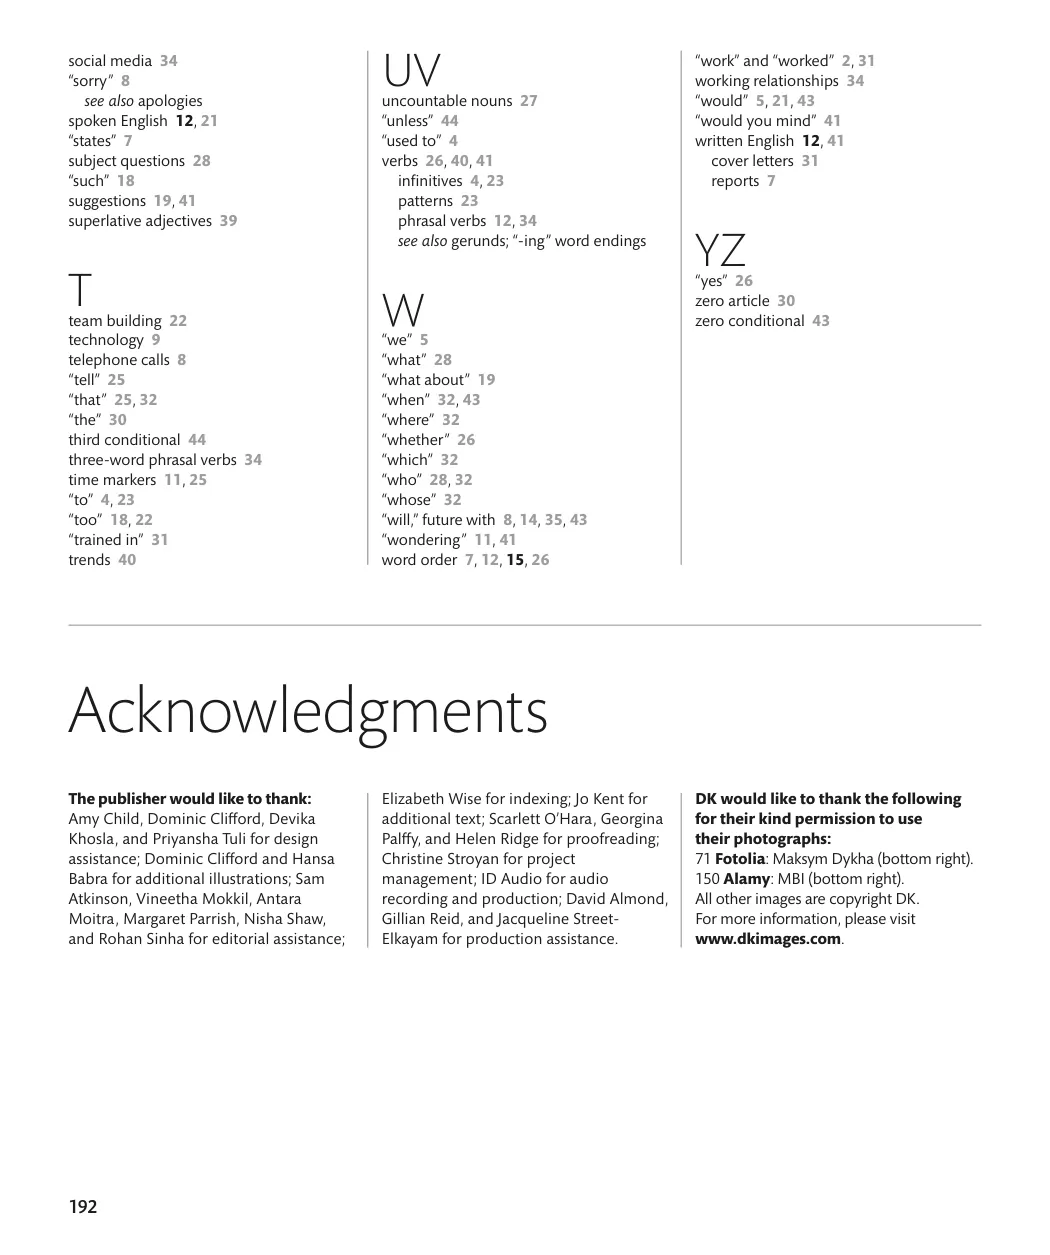 social media 34
“sorry” 8
see also apologies
spoken English 12, 21
“states” 7
subject questions 28
“such” 18
suggestions 19, 41
superlative adjectives 39
T
team building 22
technology 9
telephone calls 8
“tell” 25
“that” 25, 32
“the” 30
third conditional 44
three-word phrasal verbs 34
time markers 11, 25
“to” 4, 23
“too” 18, 22
“trained in” 31
trends 40
UV
uncountable nouns 27
“unless” 44
“used to” 4
verbs 26, 40, 41
infinitives 4, 23
patterns 23
phrasal verbs 12, 34
see also gerunds; “-ing” word endings
W
“we” 5
“what” 28
“what about” 19
“when” 32, 43
“where” 32
“whether” 26
“which” 32
“who” 28, 32
“whose” 32
“will,” future with 8, 14, 35, 43
“wondering” 11, 41
word order 7, 12, 15, 26
“work” and “worked” 2, 31
working relationships 34
“would” 5, 21, 43
“would you mind” 41
written English 12, 41
cover letters 31
reports 7
YZ
“yes” 26
zero article 30
zero conditional 43
Acknowledgments
The publisher would like to thank:
Amy Child, Dominic Clifford, Devika
Khosla, and Priyansha Tuli for design
assistance; Dominic Clifford and Hansa
Babra for additional illustrations; Sam
Atkinson, Vineetha Mokkil, Antara
Moitra, Margaret Parrish, Nisha Shaw,
and Rohan Sinha for editorial assistance;
Elizabeth Wise for indexing; Jo Kent for
additional text; Scarlett O’Hara, Georgina
Palffy, and Helen Ridge for proofreading;
Christine Stroyan for project
management; ID Audio for audio
recording and production; David Almond,
Gillian Reid, and Jacqueline Street-
Elkayam for production assistance.
DK would like to thank the following
for their kind permission to use
their photographs:
71 Fotolia: Maksym Dykha (bottom right).
150 Alamy: MBI (bottom right).
All other images are copyright DK.
For more information, please visit
www.dkimages.com.
192